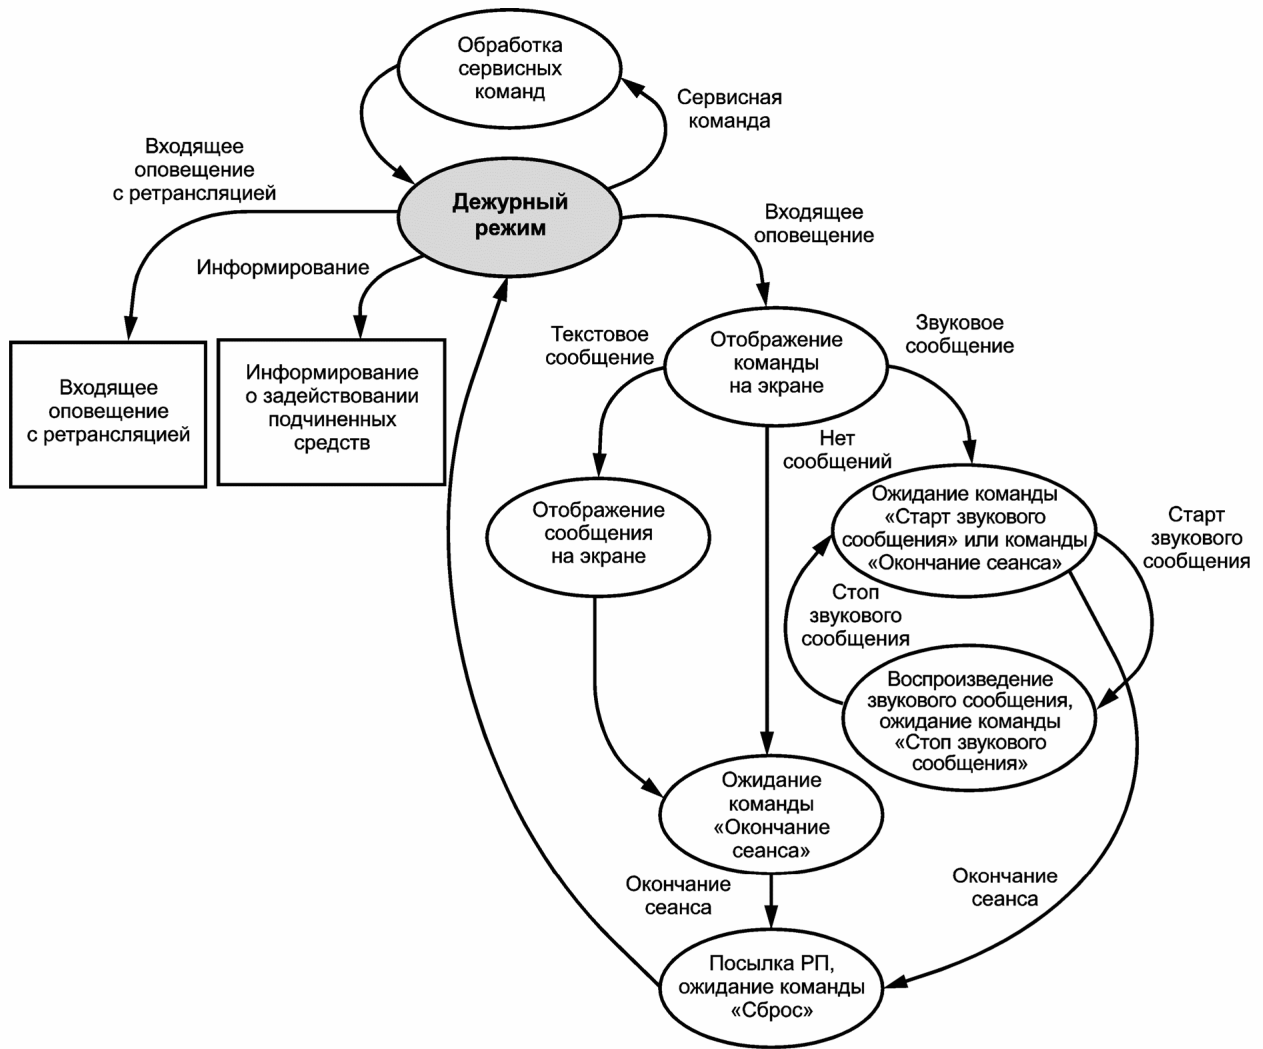 Обработка
сервисных
команд
Сервисная
команда
Входящее
оповещение
с ретрансляцией
Дежурный
режим
Входящее
оповещение
Информирование
Текстовое
сообщение
Отображение
команды
на экране
Звуковое
сообщение
Входящее
оповещение
с ретрансляцией
Информирование
о задействовании
подчиненных
средств
Нет
сообщений
Отображение
сообщения
на экране
Ожидание команды
«Старт звукового
сообщения» или команды
«Окончание сеанса»
Старт
звукового
сообщения
Стоп
звукового
сообщения
Воспроизведение
звукового сообщения,
ожидание команды
«Стоп звукового
сообщения»
Ожидание
команды
«Окончание
сеанса»
Окончание
сеанса
Окончание
сеанса
Посылка РП,
ожидание команды
«Сброс»